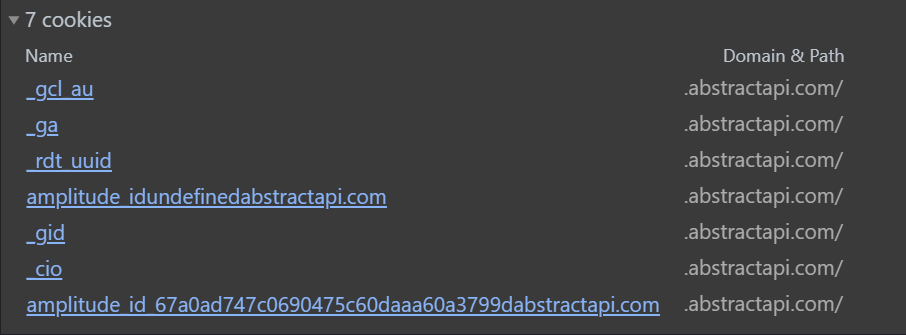 7 cookies
Name Domain & Path
_gcl_au .abstractapi.com/
_ga .abstractapi.com/
_rdt_uuid .abstractapi.com/
amplitude_idundefinedabstractapi.com .abstractapi.com/
_gid .abstractapi.com/
_cio .abstractapi.com/
amplitude_id_67a0ad747c0690475c60daaa60a3799dabstractapi.com .abstractapi.com/